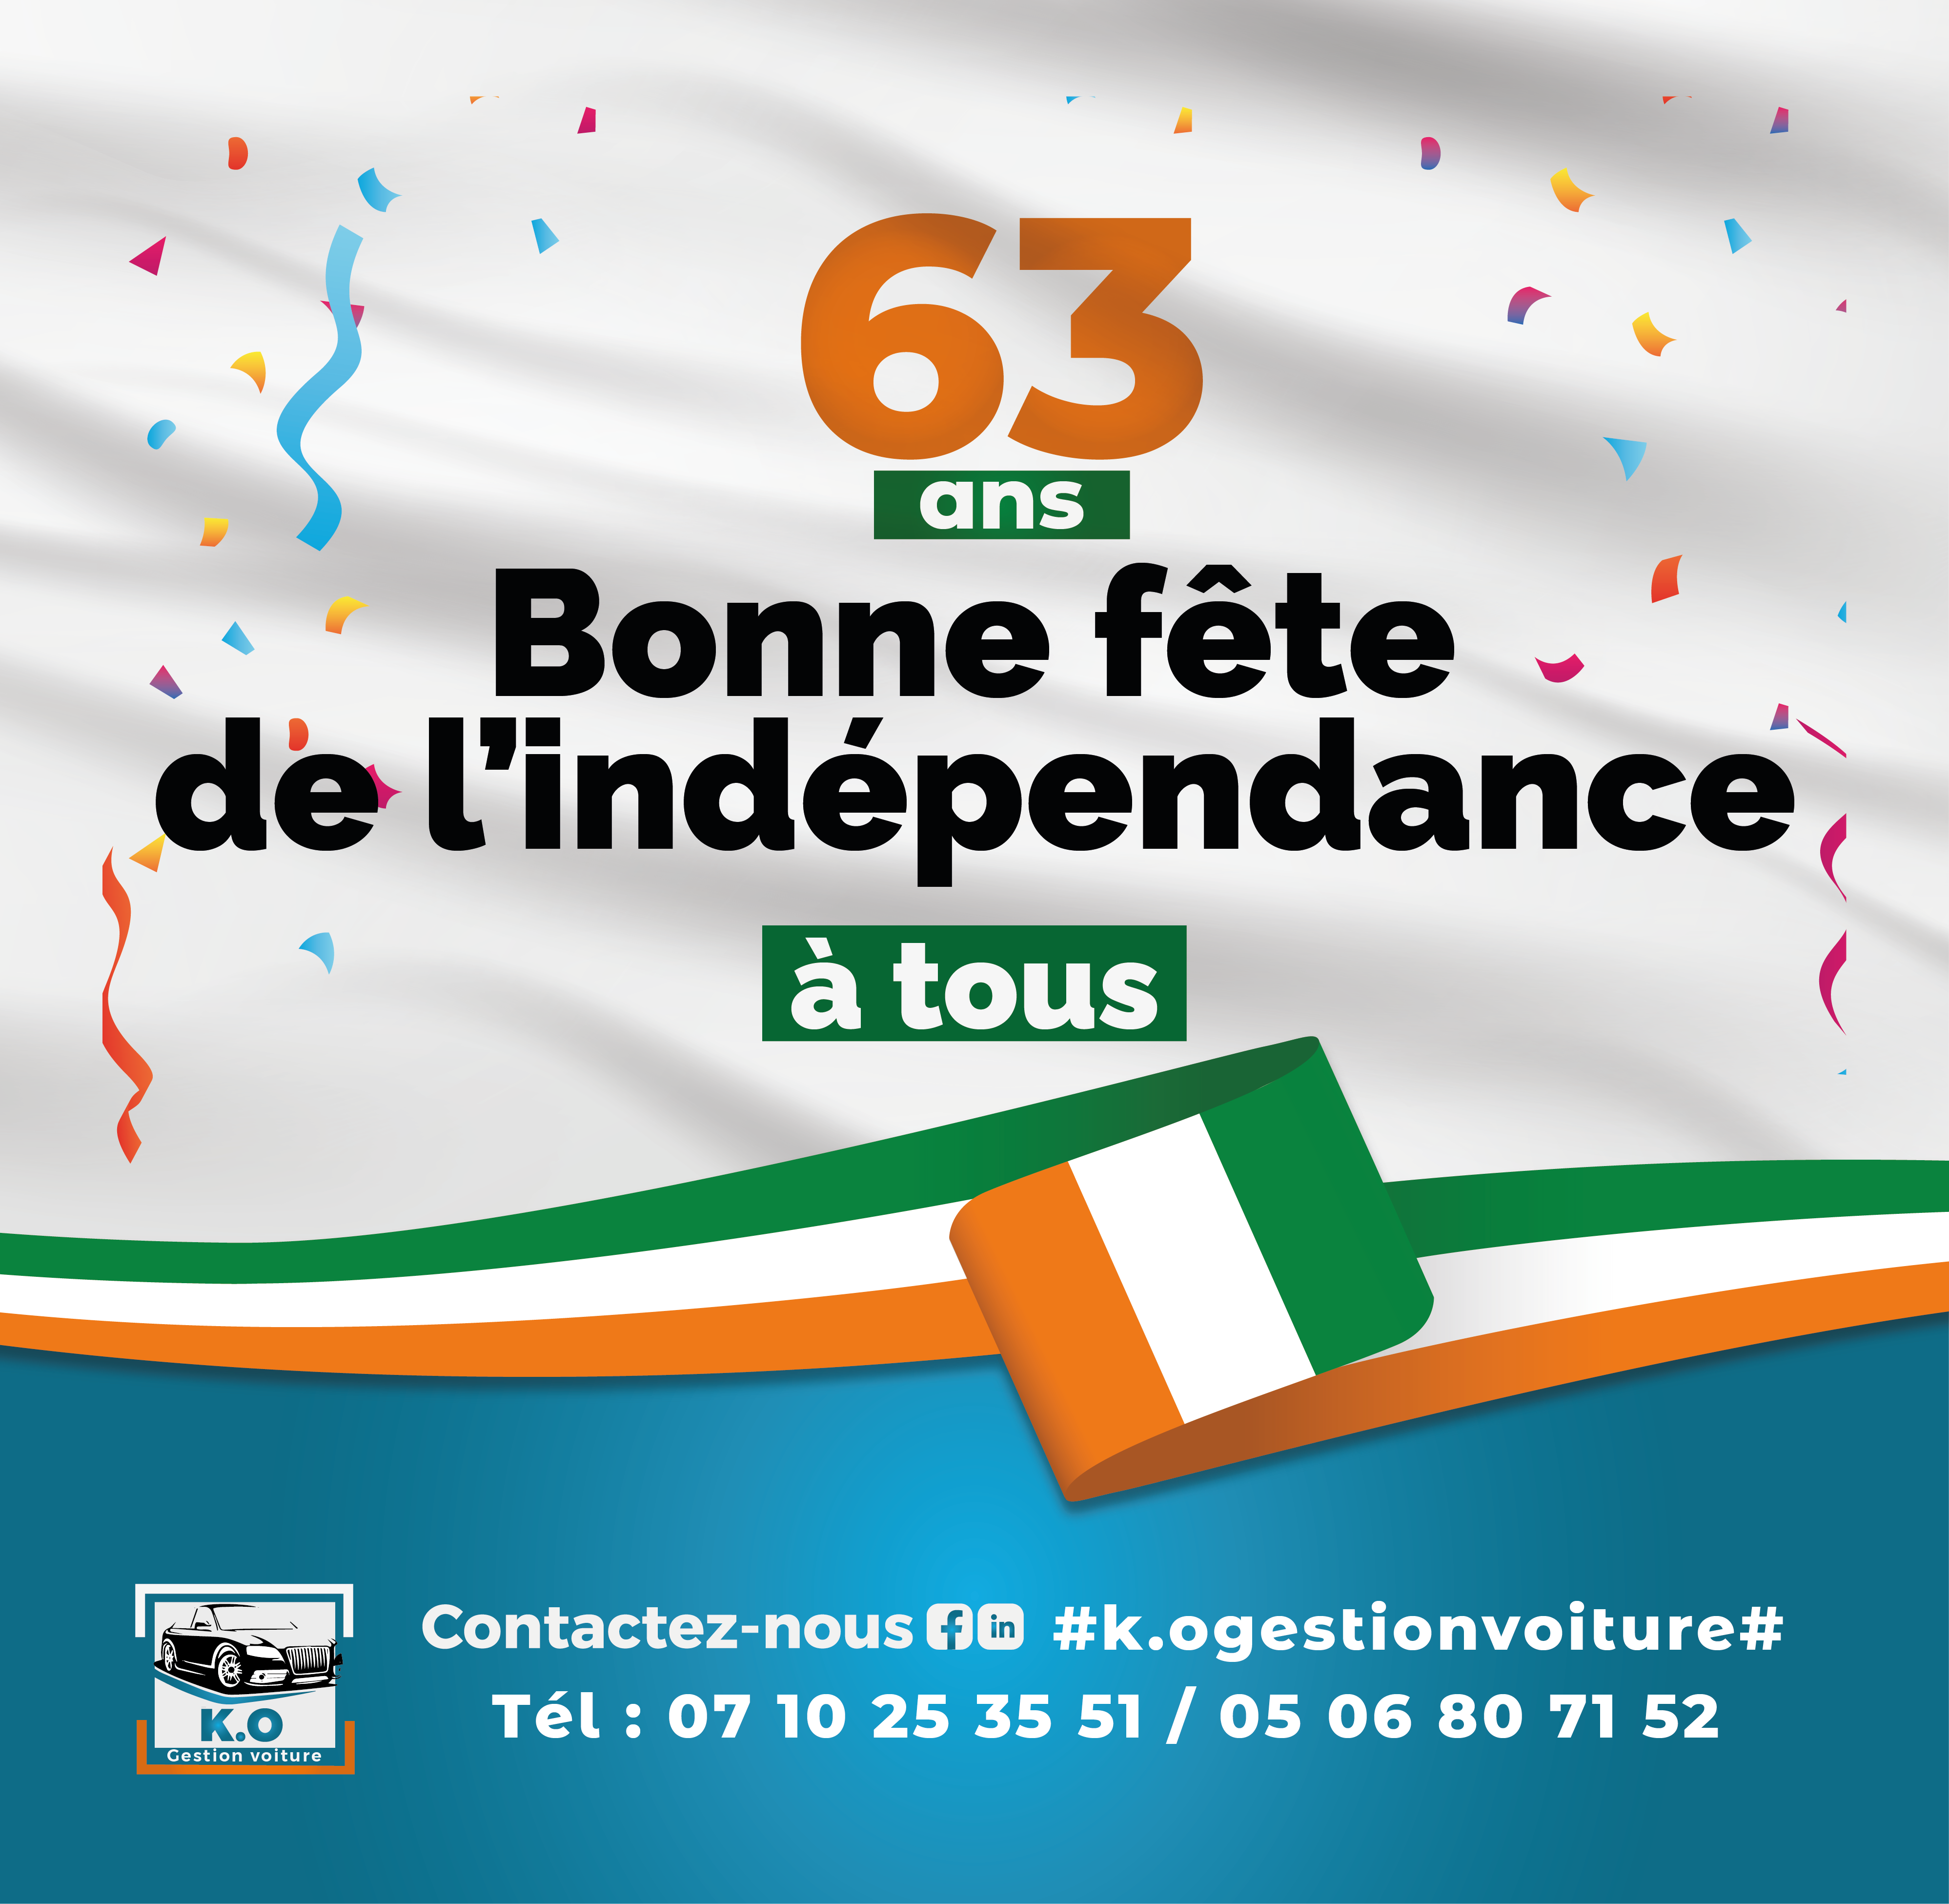 63
ans
Bonne fête
de l'indépendance
à tous
Contactez-nous f in #k.ogestionvoiture#
Tél : 07 10 25 35 51 / 05 06 80 71 52
K.O
Gestion voiture